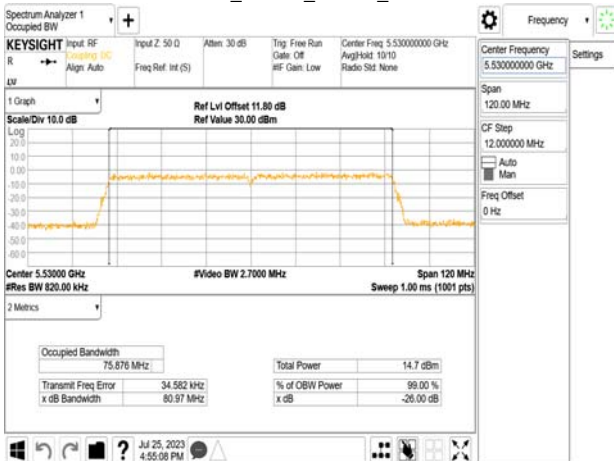 Spectrum Analyzer 1
Occupied BW
KEYSIGHT
R
Input: RF
Coupling: DC
Align: Auto
Input Z: 50 Ω
Freq Ref: Int (S)
Atten: 30 dB
Trig: Free Run
Gate: Off
#IF Gain: Low
Center Freq: 5.530000000 GHz
Avg|Hold: 10/10
Radio Std: None
1 Graph
Scale/Div 10.0 dB
Ref Lvl Offset 11.80 dB
Ref Value 30.00 dBm
Log
20.0
10.0
0.00
-10.0
-20.0
-30.0
-40.0
-50.0
-60.0
Center 5.53000 GHz
#Res BW 820.00 kHz
#Video BW 2.7000 MHz
Span 120 MHz
Sweep 1.00 ms (1001 pts)
2 Metrics
Occupied Bandwidth
75.876 MHz
Total Power 14.7 dBm
Transmit Freq Error 34.582 kHz
% of OBW Power 99.00 %
x dB Bandwidth 80.97 MHz
x dB -26.00 dB
Jul 25, 2023
4:55:08 PM
Frequency
Center Frequency
5.530000000 GHz
Settings
Span
120.00 MHz
CF Step
12.000000 MHz
Auto
Man
Freq Offset
0 Hz